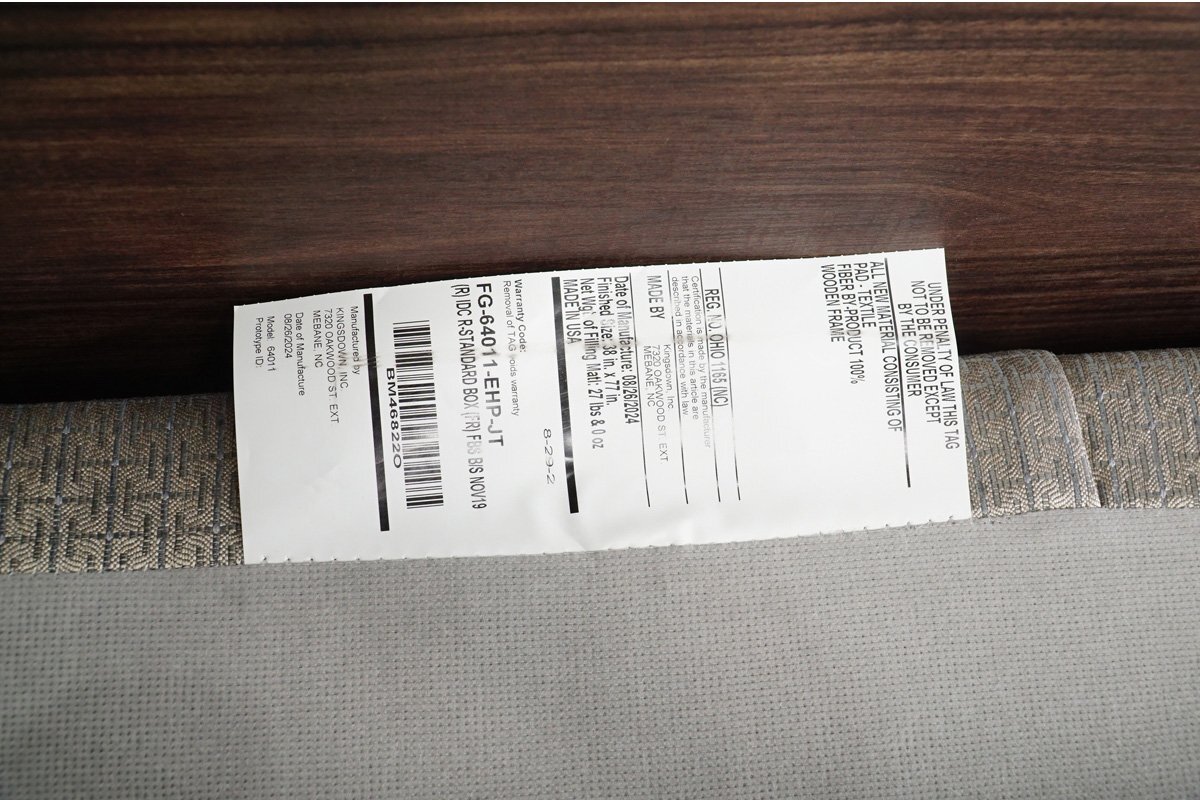 UNDER PENALTY OF LAW THIS TAG
NOT TO BE REMOVED EXCEPT
BY THE CONSUMER
ALL NEW MATERIAL CONSISTING OF
PAD - TEXTILE
FIBER BY-PRODUCT 100%
WOODEN FRAME
REG. NO. OHIO 1165 (NC)
Certification is made by the manufacturer
that the materials in this article are
described in accordance with law.
MADE BY
Kingsdown, Inc.
7320 OAKWOOD ST. EXT
MEBANE, NC
Date of Manufacture: 08/26/2024
Finished Size: 38 in. X 77 in.
Net Wgt. of Filling Matl: 27 lbs & 0 oz
MADE IN USA
8-29-2
Warranty Code:
Removal of TAG voids warranty
FG-64011-EHP-JT
(R) IDC R-STANDARD BOX (FR) FBS BIS NOV19
BM468220
Manufactured by
KINGSDOWN, INC.
7320 OAKWOOD ST. EXT
MEBANE, NC
Date of Manufacture
08/26/2024
Model: 64011
Prototype ID: